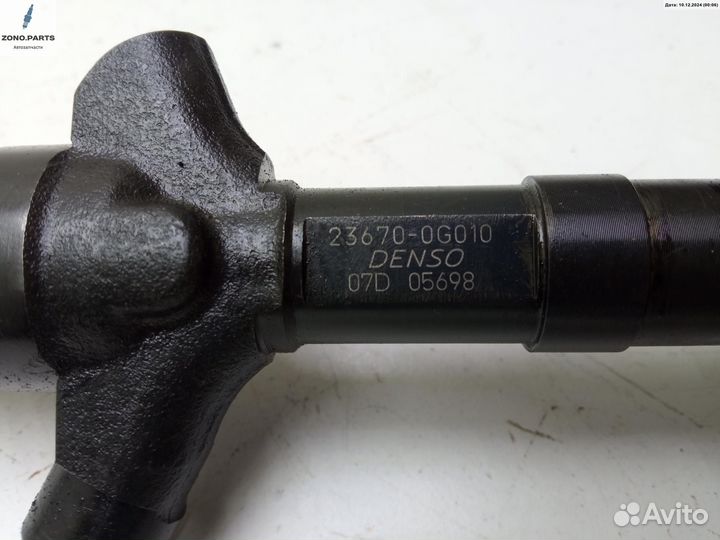 ZONO.PARTS
Автозапчасти
Дата: 10.12.2024 (00:06)
23670-0G010
DENSO
07D 05698
Avito